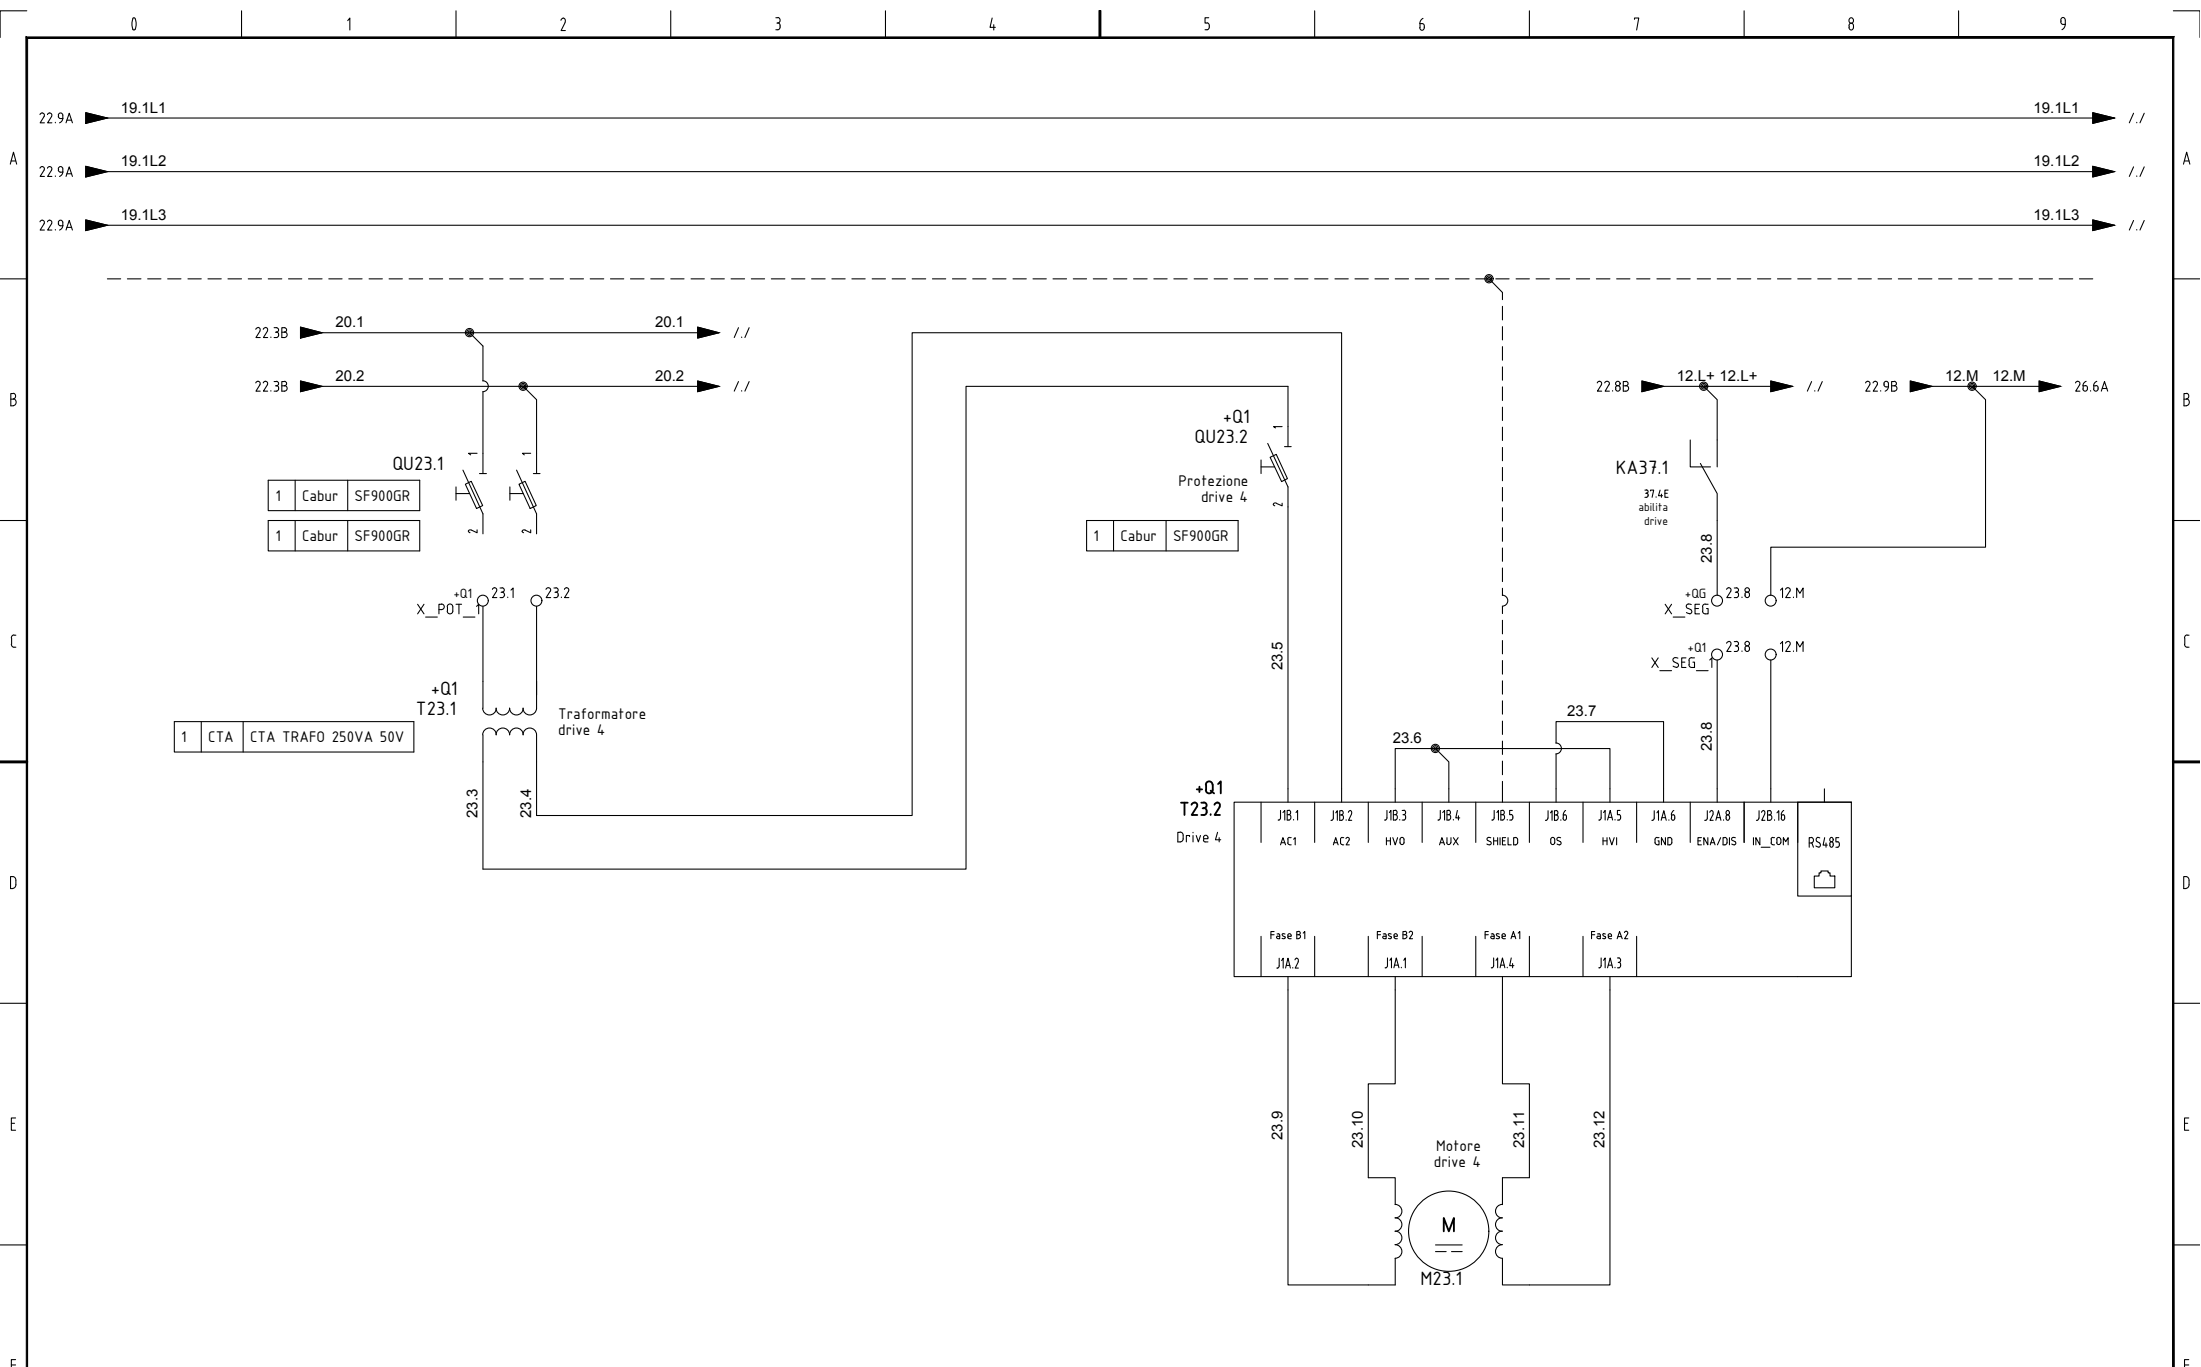 0 1 2 3 4 5 6 7 8 9
19.1L1 19.1L1
22.9A /./
A A
19.1L2 19.1L2
22.9A /./
19.1L3 19.1L3
22.9A /./
20.1 20.1
22.3B /./
20.2 20.2
22.3B /./
12.L+ 12.L+
22.8B /./
12.M 12.M
22.9B 26.6A
B B
+Q1
QU23.2
1
Protezione
drive 4
2
1 Cabur SF900GR
QU23.1
1 1
1 Cabur SF900GR
1 Cabur SF900GR
2 2
KA37.1
37.4E
abilita
drive
23.8
+Q1 23.1 23.2
X_POT_1
+QG 23.8 12.M
X_SEG
C C
+Q1 23.8 12.M
X_SEG_1
23.5
+Q1
T23.1
Traformatore
drive 4
1 CTA CTA TRAFO 250VA 50V
23.7
23.6
23.8
23.3 23.4
+Q1
T23.2
Drive 4
J1B.1 J1B.2 J1B.3 J1B.4 J1B.5 J1B.6 J1A.5 J1A.6 J2A.8 J2B.16
AC1 AC2 HVO AUX SHIELD OS HVI GND ENA/DIS IN_COM RS485
D D
Fase B1 Fase B2 Fase A1 Fase A2
J1A.2 J1A.1 J1A.4 J1A.3
E E
23.9 23.10 23.11 23.12
Motore
drive 4
M
M23.1